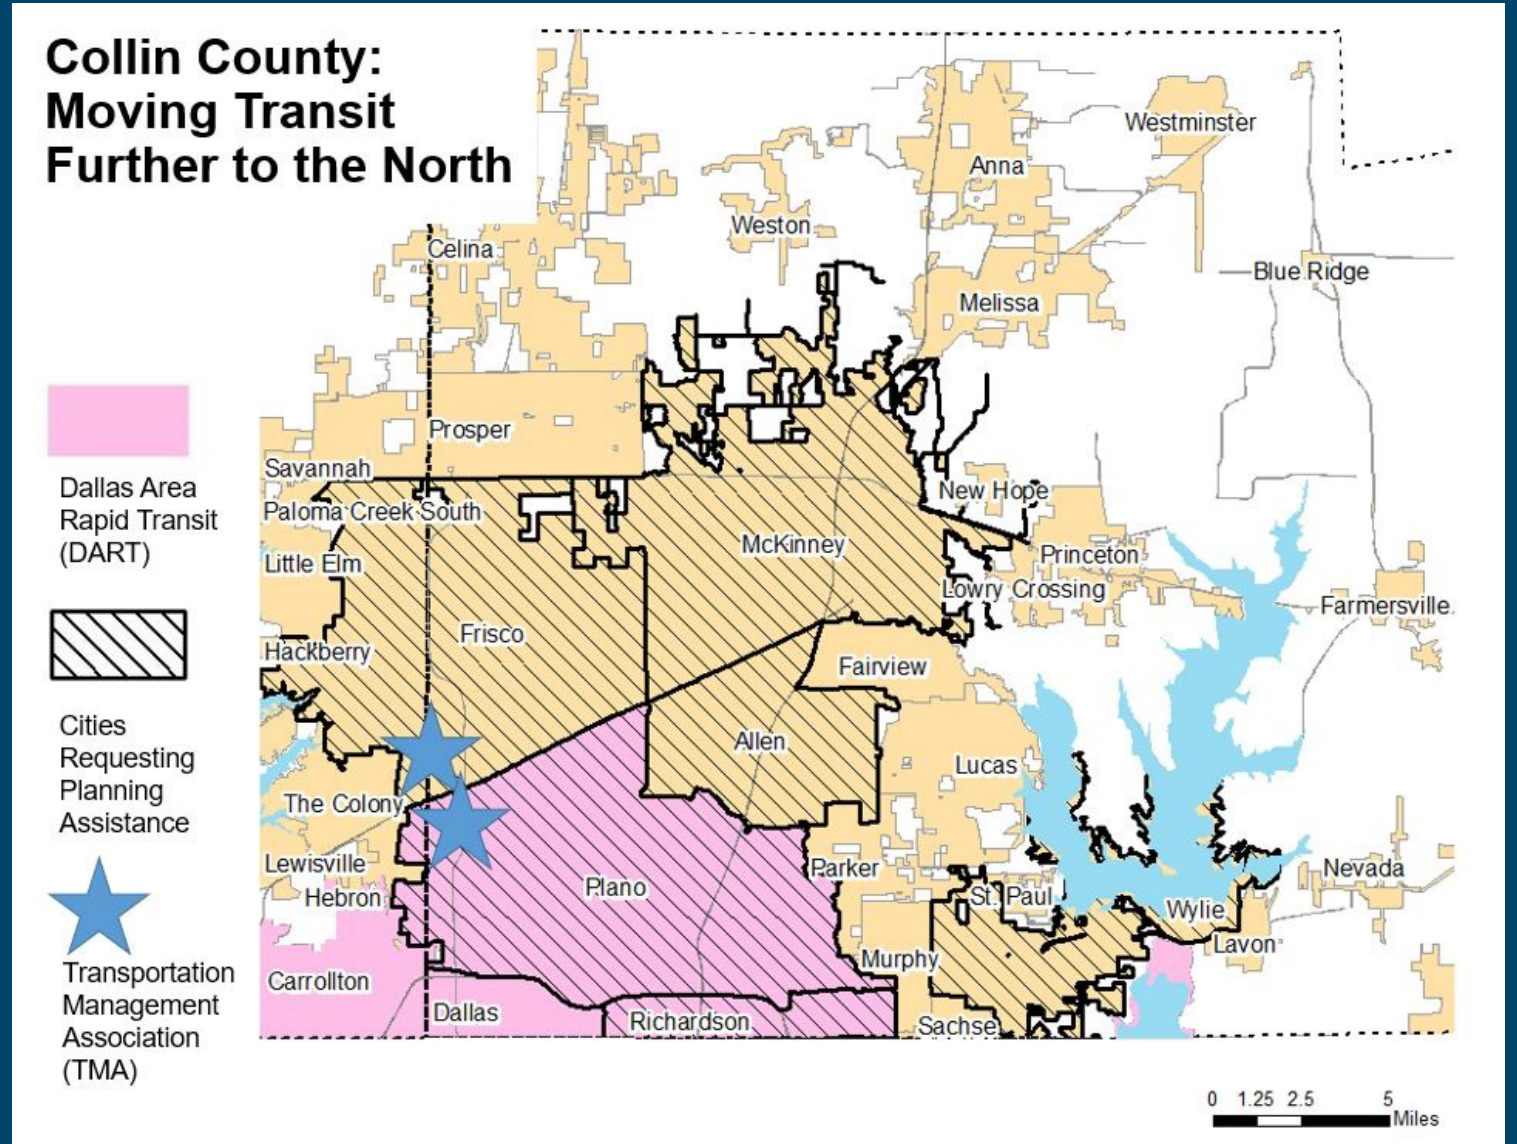 Collin County:
Moving Transit
Further to the North
Westminster
Anna
Weston
Celina
Blue Ridge
Melissa
Prosper
Savannah
New Hope
Paloma Creek South
McKinney
Princeton
Little Elm
Lowry Crossing
Farmersville
Frisco
Hackberry
Fairview
Allen
Lucas
The Colony
Lewisville
Parker
Nevada
Plano
Hebron
St. Paul
Wylie
Lavon
Murphy
Carrollton
Dallas
Richardson
Sachse
Dallas Area
Rapid Transit
(DART)
Cities
Requesting
Planning
Assistance
Transportation
Management
Association
(TMA)
0 1.25 2.5 5
Miles